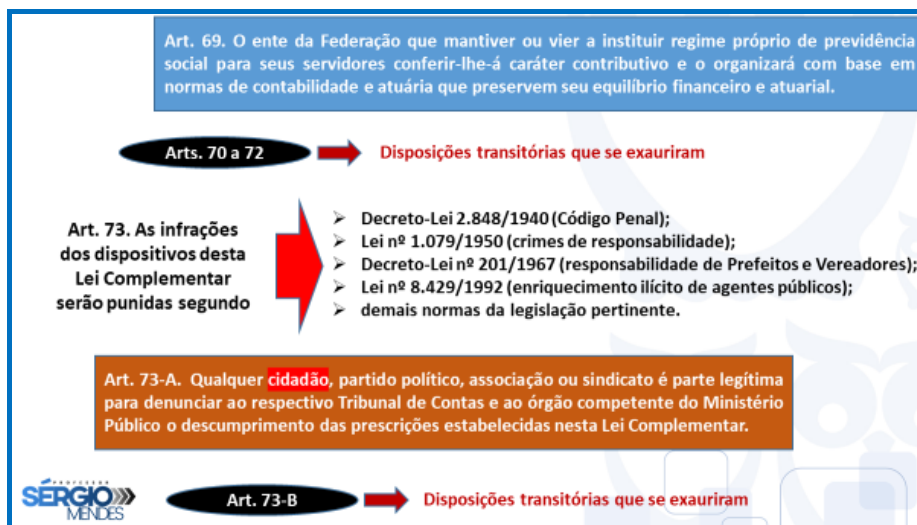 Art. 69. O ente da Federação que mantiver ou vier a instituir regime próprio de previdência
social para seus servidores conferir-lhe-á caráter contributivo e o organizará com base em
normas de contabilidade e atuária que preservem seu equilíbrio financeiro e atuarial.
Arts. 70 a 72
Disposições transitórias que se exauriram
Art. 73. As infrações
dos dispositivos desta
Lei Complementar
serão punidas segundo
➢ Decreto-Lei 2.848/1940 (Código Penal);
➢ Lei nº 1.079/1950 (crimes de responsabilidade);
➢ Decreto-Lei nº 201/1967 (responsabilidade de Prefeitos e Vereadores);
➢ Lei nº 8.429/1992 (enriquecimento ilícito de agentes públicos);
➢ demais normas da legislação pertinente.
Art. 73-A. Qualquer cidadão, partido político, associação ou sindicato é parte legítima
para denunciar ao respectivo Tribunal de Contas e ao órgão competente do Ministério
Público o descumprimento das prescrições estabelecidas nesta Lei Complementar.
PROFESSOR
SÉRGIO
MENDES
Art. 73-B
Disposições transitórias que se exauriram